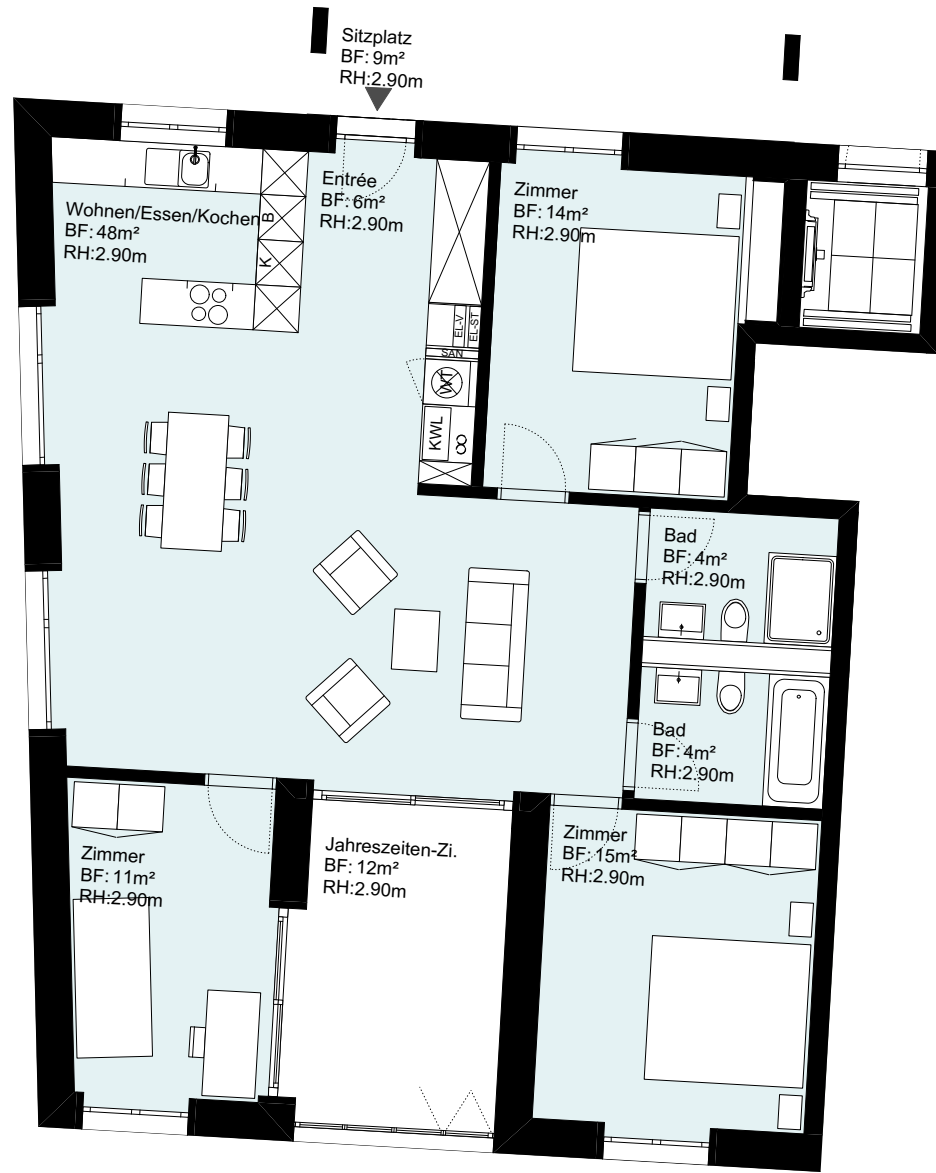 Sitzplatz
BF: 9m²
RH:2.90m
Entrée
BF: 6m²
RH:2.90m
Zimmer
BF: 14m²
RH:2.90m
Wohnen/Essen/Kochen
BF: 48m²
RH:2.90m
B
K
EL-V
EL-ST
SAN
WT
KWL
Bad
BF: 4m²
RH:2.90m
Bad
BF: 4m²
RH:2.90m
Zimmer
BF: 11m²
RH:2.90m
Jahreszeiten-Zi.
BF: 12m²
RH:2.90m
Zimmer
BF: 15m²
RH:2.90m